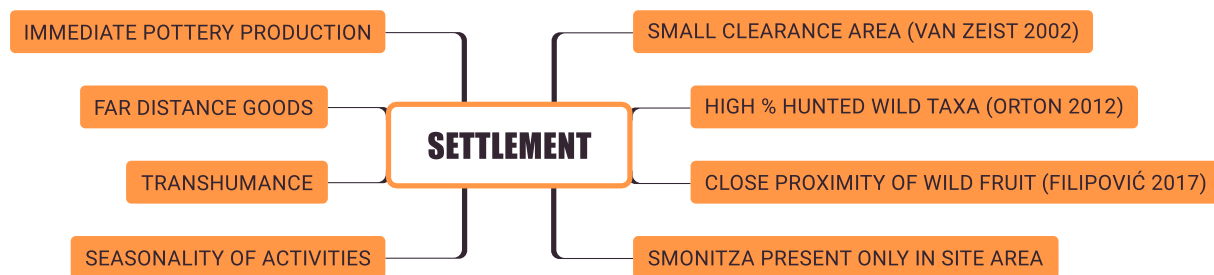 IMMEDIATE POTTERY PRODUCTION
SMALL CLEARANCE AREA (VAN ZEIST 2002)
FAR DISTANCE GOODS
HIGH % HUNTED WILD TAXA (ORTON 2012)
SETTLEMENT
TRANSHUMANCE
CLOSE PROXIMITY OF WILD FRUIT (FILIPOVIĆ 2017)
SEASONALITY OF ACTIVITIES
SMONITZA PRESENT ONLY IN SITE AREA